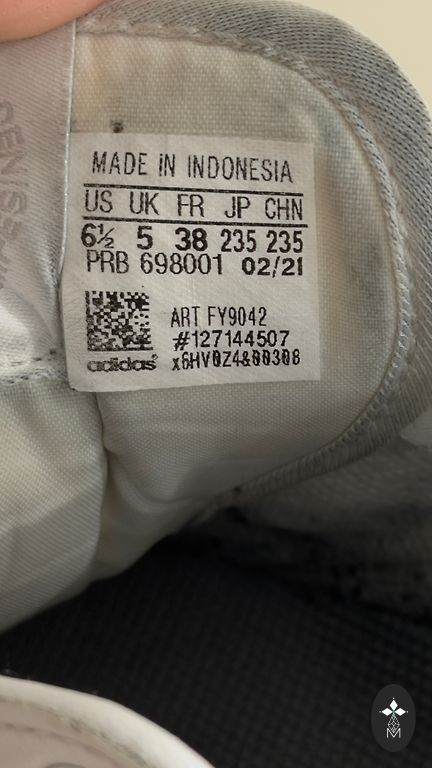 MADE IN INDONESIA
US UK FR JP CHN
6½ 5 38 235 235
PRB 698001 02/21
ART FY9042
#127144507
adidas x6HV0Z4&00308
M